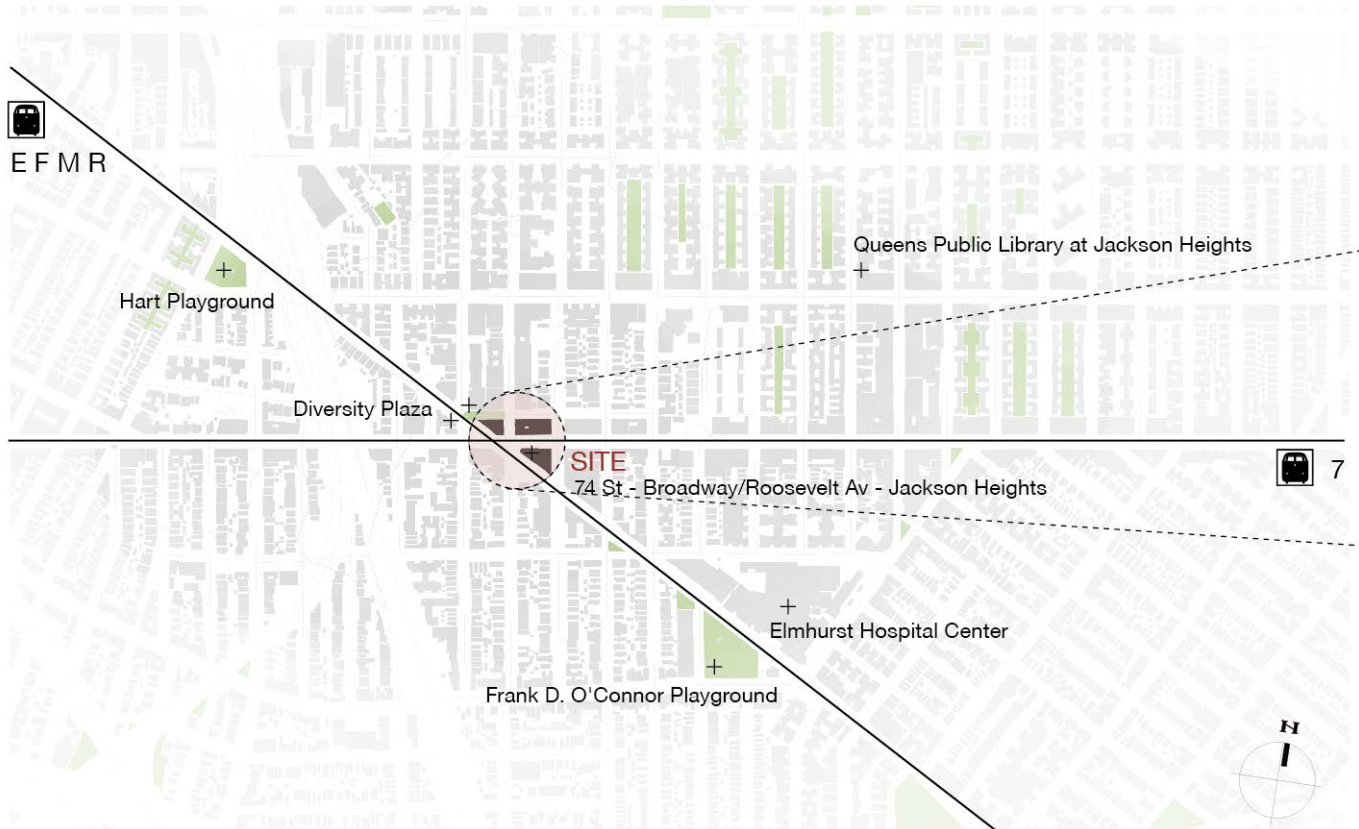 E F M R
Queens Public Library at Jackson Heights
Hart Playground
Diversity Plaza
SITE
74 St - Broadway/Roosevelt Av - Jackson Heights
7
Elmhurst Hospital Center
Frank D. O'Connor Playground
N